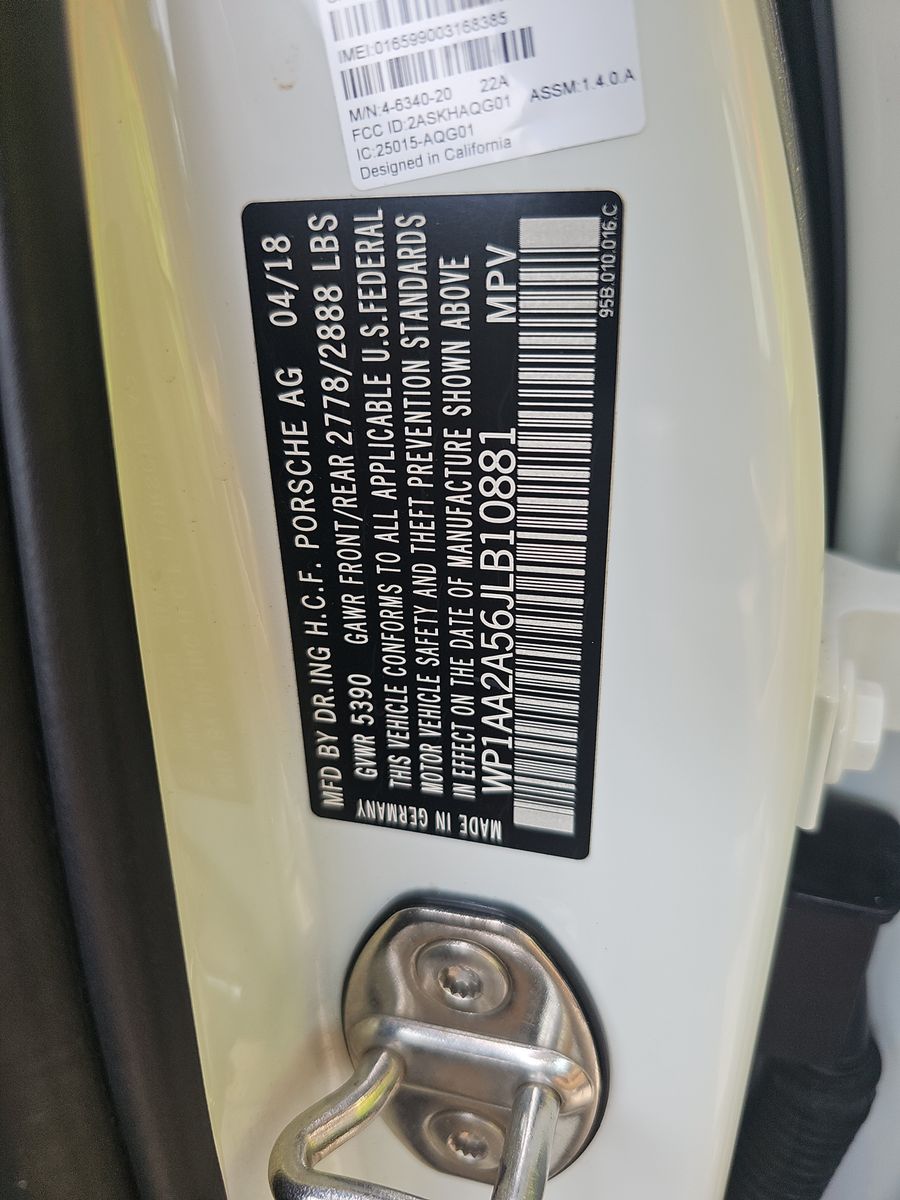 IMEI:016599003168385
M/N:4-6340-20 22A
FCC ID:2ASKHAQG01 ASSM:1.4.0.A
IC:25015-AQG01
Designed in California
MFD BY DR.ING H.C.F. PORSCHE AG 04/18
GVWR 5390 GAWR FRONT/REAR 2778/2888 LBS
THIS VEHICLE CONFORMS TO ALL APPLICABLE U.S.FEDERAL
MOTOR VEHICLE SAFETY AND THEFT PREVENTION STANDARDS
IN EFFECT ON THE DATE OF MANUFACTURE SHOWN ABOVE
WP1AA2A56JLB10881 MPV
95B.010.016.C
MADE IN GERMANY